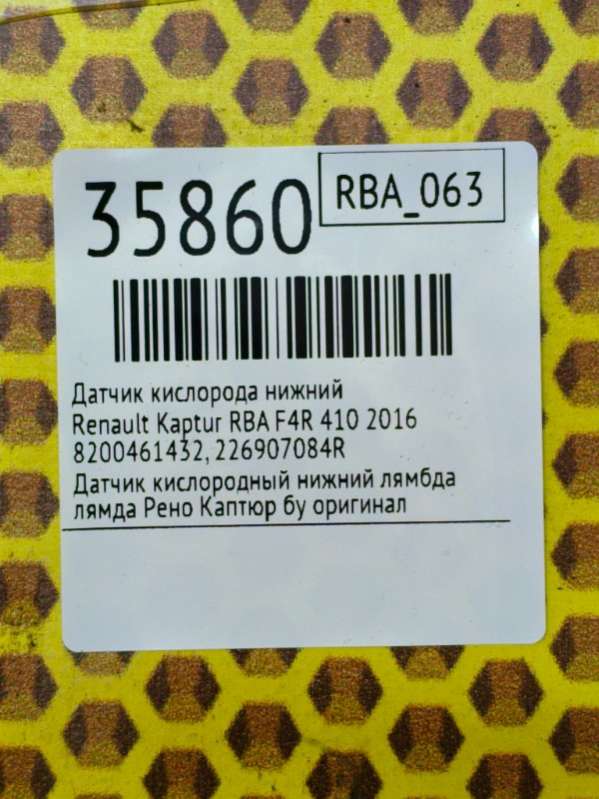 35860
RBA_063
Датчик кислорода нижний
Renault Kaptur RBA F4R 410 2016
8200461432, 226907084R
Датчик кислородный нижний лямбда
лямда Рено Каптюр бу оригинал